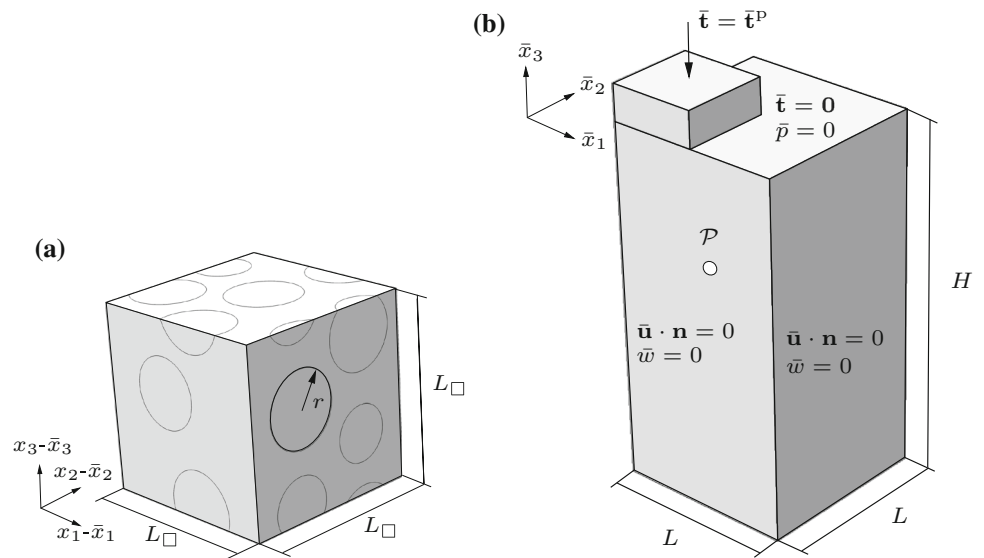 (a)
x₃-x̄₃
x₂-x̄₂
x₁-x̄₁
r
L□
L□
L□
(b)
t̄ = t̄ᵖ
x̄₃
x̄₂
x̄₁
t̄ = 0
p̄ = 0
𝒫
ū · n = 0
w̄ = 0
ū · n = 0
w̄ = 0
H
L
L